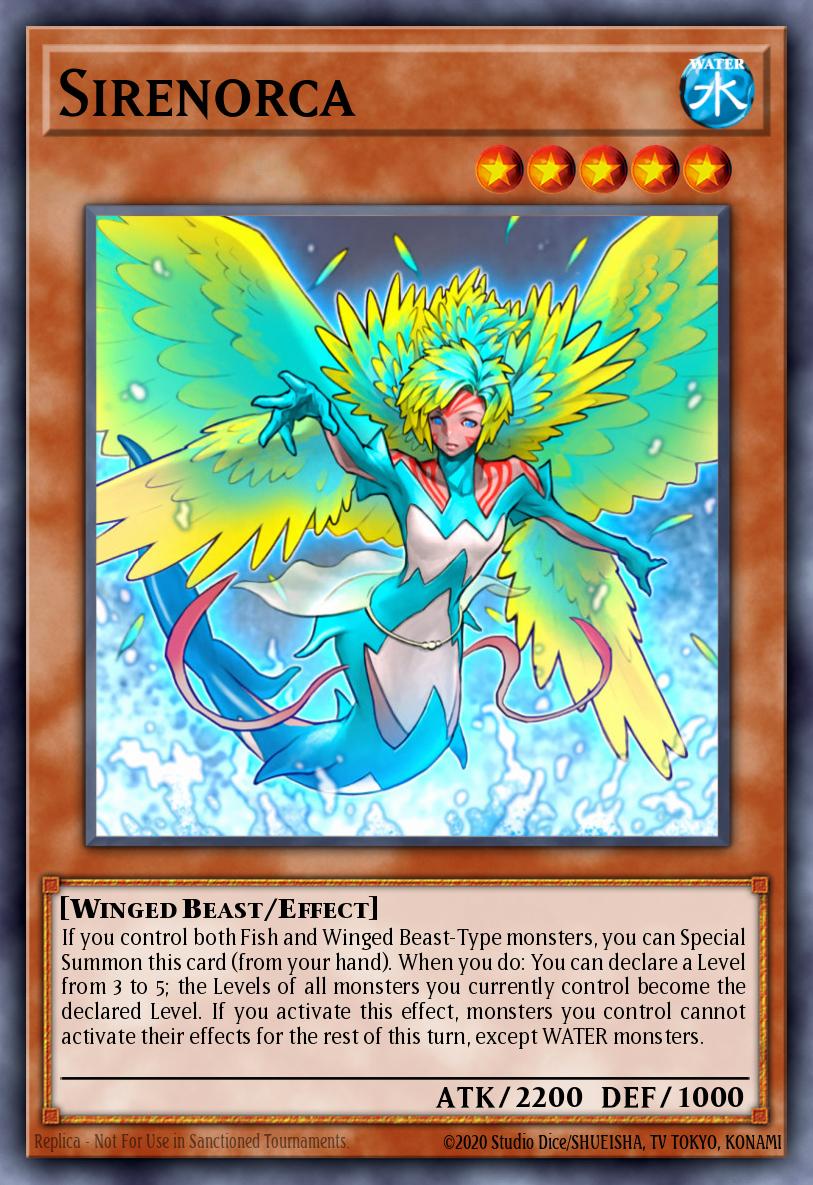 Sirenorca
WATER
水
[Winged Beast/Effect]
If you control both Fish and Winged Beast-Type monsters, you can Special
Summon this card (from your hand). When you do: You can declare a Level
from 3 to 5; the Levels of all monsters you currently control become the
declared Level. If you activate this effect, monsters you control cannot
activate their effects for the rest of this turn, except WATER monsters.
ATK/2200 DEF/1000
Replica - Not For Use in Sanctioned Tournaments.
©2020 Studio Dice/SHUEISHA, TV TOKYO, KONAMI